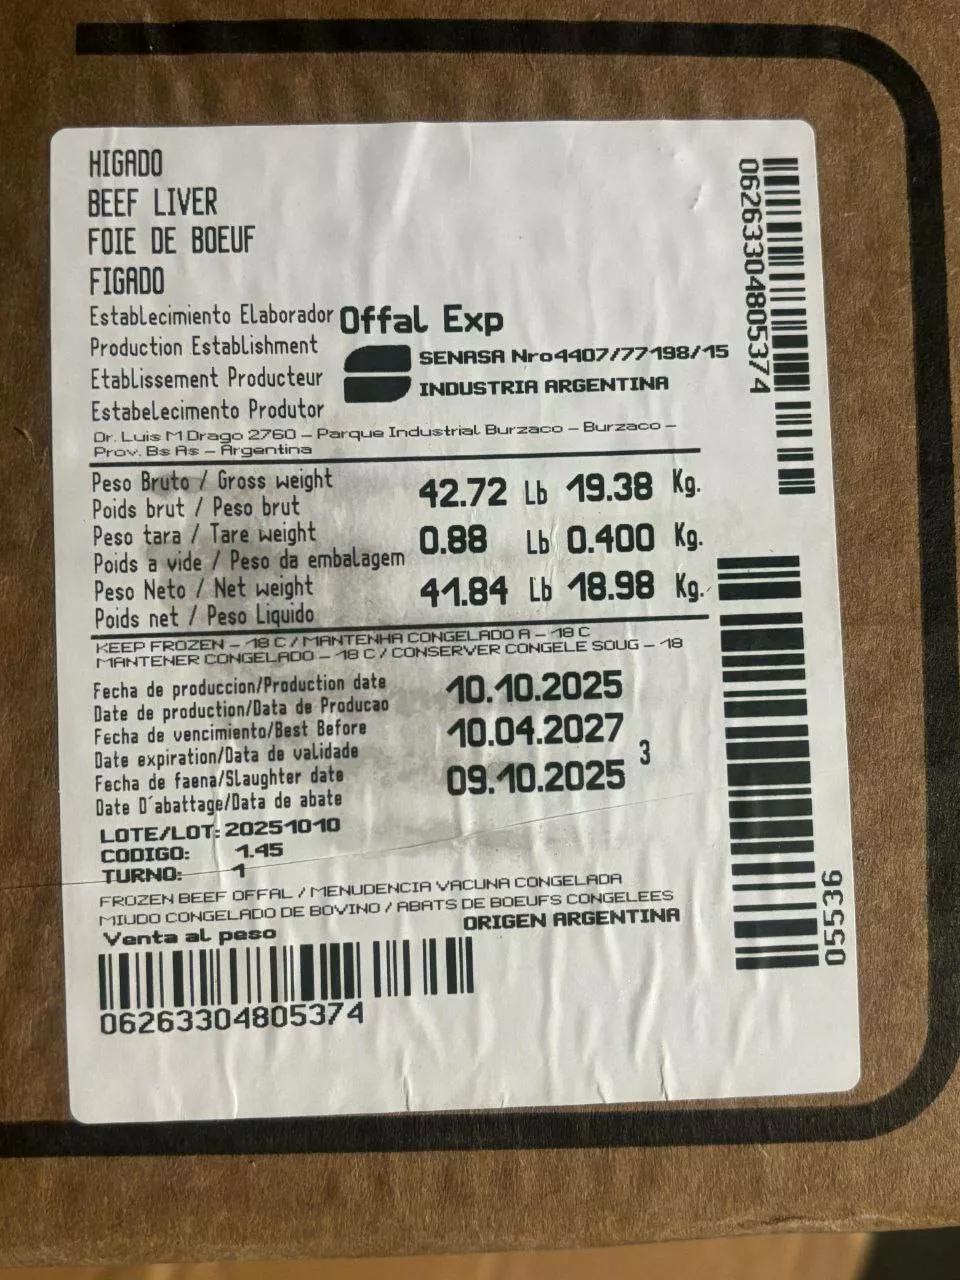 HIGADO
BEEF LIVER
FOIE DE BOEUF
FIGADO
Establecimiento Elaborador Offal Exp
Production Establishment
Etablissement Producteur
Estabelecimento Produtor
SENASA Nro4407/77198/15
INDUSTRIA ARGENTINA
Dr. Luis M Drago 2760 – Parque Industrial Burzaco – Burzaco –
Prov. Bs As – Argentina
Peso Bruto / Gross weight
Poids brut / Peso brut
42.72 Lb 19.38 Kg.
Peso tara / Tare weight
Poids a vide / Peso da embalagem
0.88 Lb 0.400 Kg.
Peso Neto / Net weight
Poids net / Peso Liquido
41.84 Lb 18.98 Kg.
KEEP FROZEN – 18 C / MANTENHA CONGELADO A – 18 C
MANTENER CONGELADO – 18 C / CONSERVER CONGELE SOUG – 18
Fecha de produccion/Production date
Date de production/Data de Producao
10.10.2025
Fecha de vencimiento/Best Before
Date expiration/Data de validade
10.04.2027
3
Fecha de faena/Slaughter date
Date D´abattage/Data de abate
09.10.2025
LOTE/LOT: 20251010
CODIGO: 1.45
TURNO: 1
FROZEN BEEF OFFAL / MENUDENCIA VACUNA CONGELADA
MIUDO CONGELADO DE BOVINO / ABATS DE BOEUFS CONGELEES
Venta al peso
ORIGEN ARGENTINA
06263304805374
06263304805374
05536